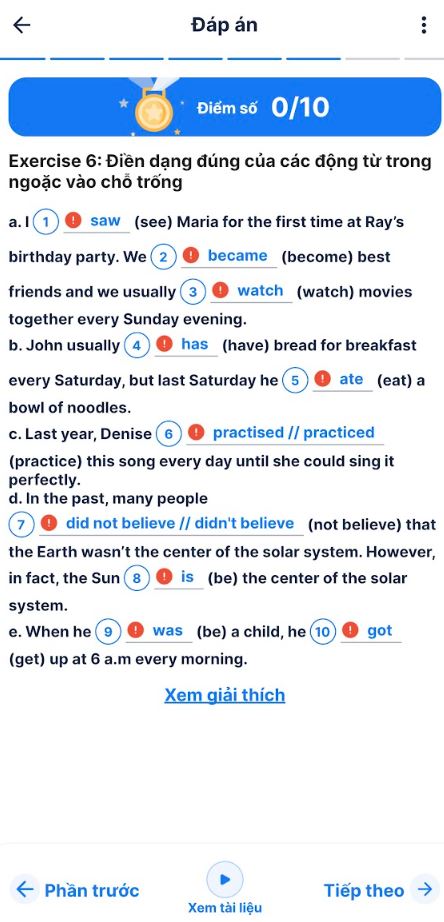 Đáp án
Điểm số 0/10
Exercise 6: Điền dạng đúng của các động từ trong
ngoặc vào chỗ trống
a. I 1 ! saw (see) Maria for the first time at Ray's
birthday party. We 2 ! became (become) best
friends and we usually 3 ! watch (watch) movies
together every Sunday evening.
b. John usually 4 ! has (have) bread for breakfast
every Saturday, but last Saturday he 5 ! ate (eat) a
bowl of noodles.
c. Last year, Denise 6 ! practised // practiced
(practice) this song every day until she could sing it
perfectly.
d. In the past, many people
7 ! did not believe // didn't believe (not believe) that
the Earth wasn't the center of the solar system. However,
in fact, the Sun 8 ! is (be) the center of the solar
system.
e. When he 9 ! was (be) a child, he 10 ! got
(get) up at 6 a.m every morning.
Xem giải thích
Phần trước
Xem tài liệu
Tiếp theo